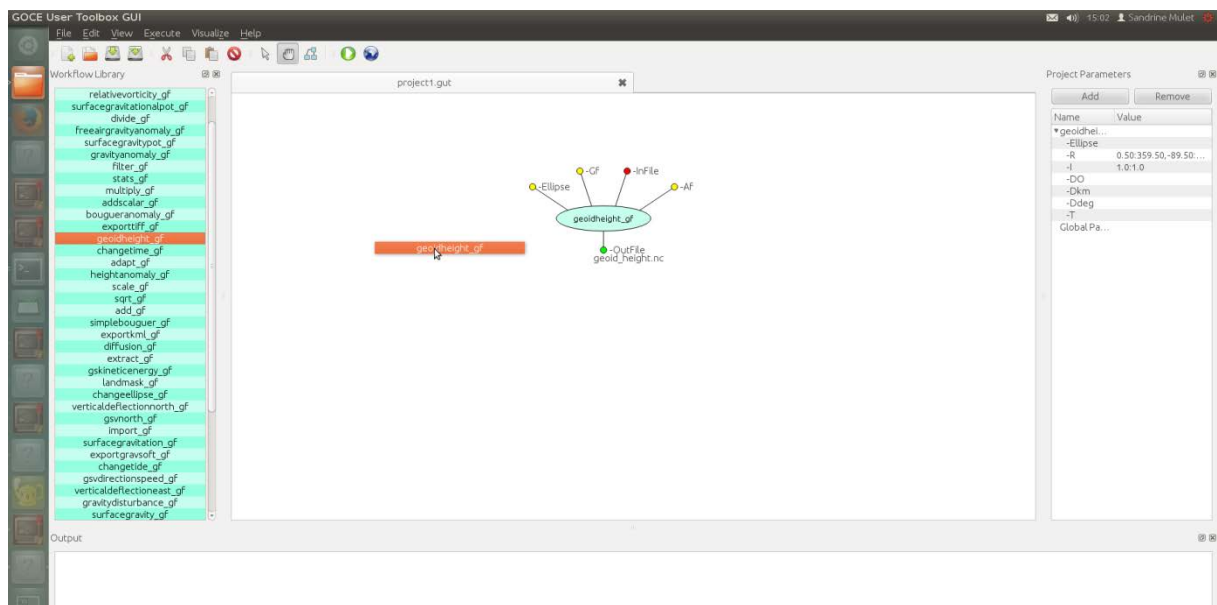 GOCE User Toolbox GUI
15:02 Sandrine Mulet
File Edit View Execute Visualize Help
Workflow Library
relativevorticity_gf
surfacegravitationalpot_gf
divide_gf
freeairgravityanomaly_gf
surfacegravitypot_gf
gravityanomaly_gf
filter_gf
stats_gf
multiply_gf
addscalar_gf
bougueranomaly_gf
exporttiff_gf
geoidheight_gf
changetime_gf
adapt_gf
heightanomaly_gf
scale_gf
sqrt_gf
add_gf
simplebouguer_gf
exportkml_gf
diffusion_gf
extract_gf
gskineticenergy_gf
landmask_gf
changeellipse_gf
verticaldeflectionnorth_gf
gsvnorth_gf
import_gf
surfacegravitation_gf
exportgravsoft_gf
changetide_gf
gsvdirectionspeed_gf
verticaldeflectioneast_gf
gravitydisturbance_gf
surfacegravity_gf
project1.gut
-Gf
-InFile
-Ellipse
-Af
geoidheight_gf
geoidheight_gf
-OutFile
geoid_height.nc
Project Parameters
Add Remove
Name Value
geoidhei...
-Ellipse
-R 0.50:359.50,-89.50:...
-I 1.0:1.0
-DO
-Dkm
-Ddeg
-T
Global Pa...
Output